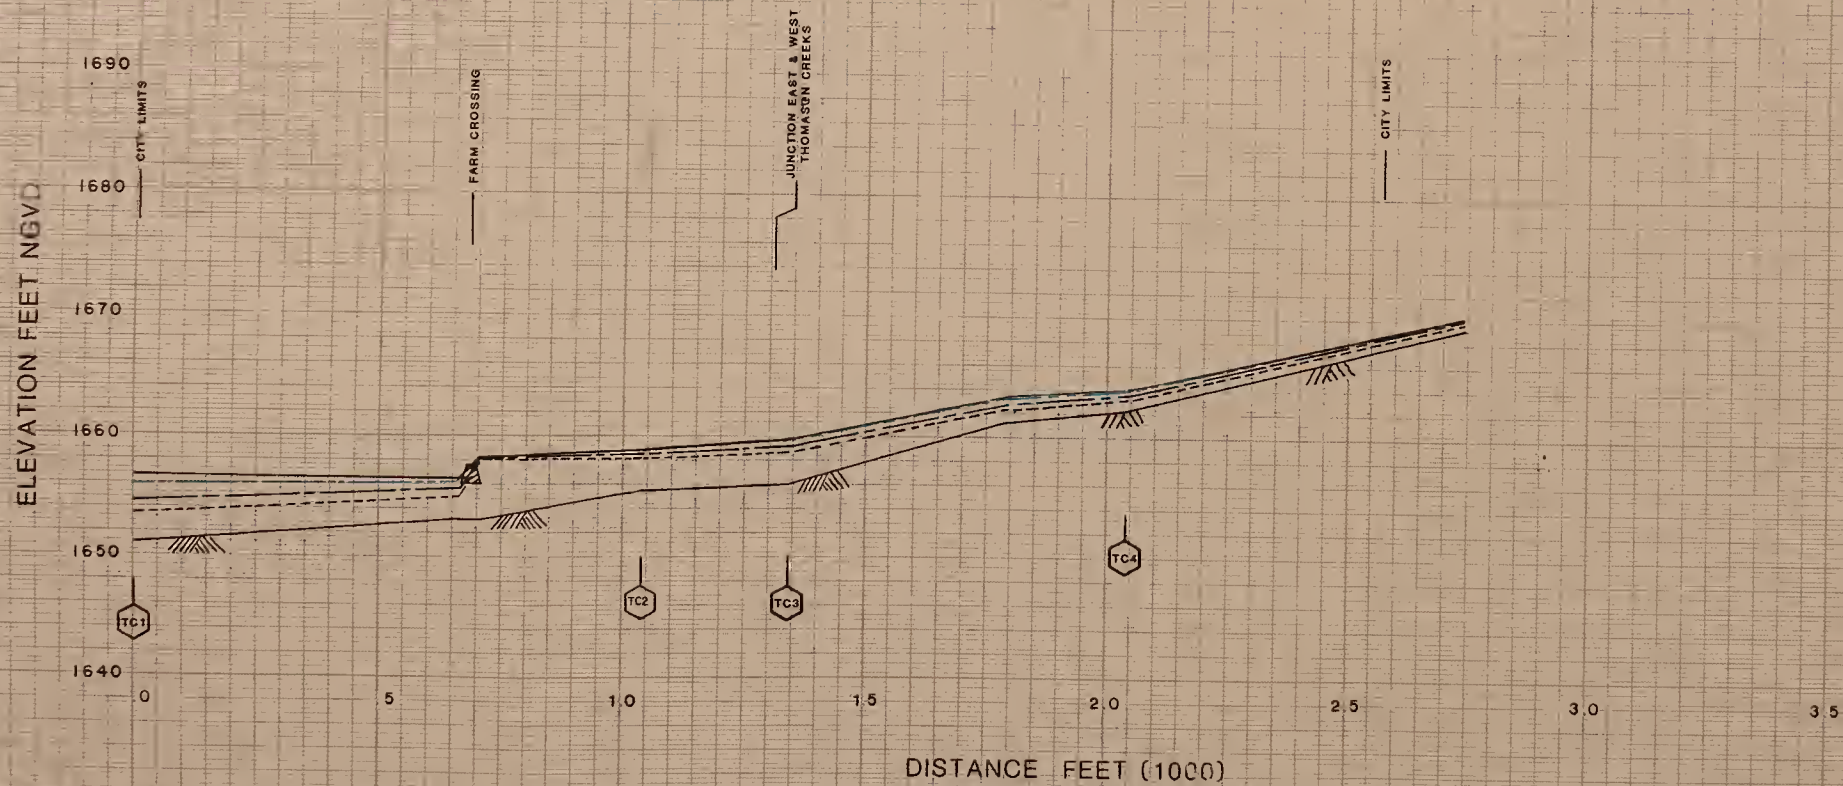 1690
CITY LIMITS
FARM CROSSING
JUNCTION EAST & WEST
THOMASON CREEKS
CITY LIMITS
1680
ELEVATION FEET NGVD
1670
1660
1650
TC1
TC2
TC3
TC4
1640
0
5
1.0
1.5
2.0
2.5
3.0
3.5
DISTANCE FEET (1000)